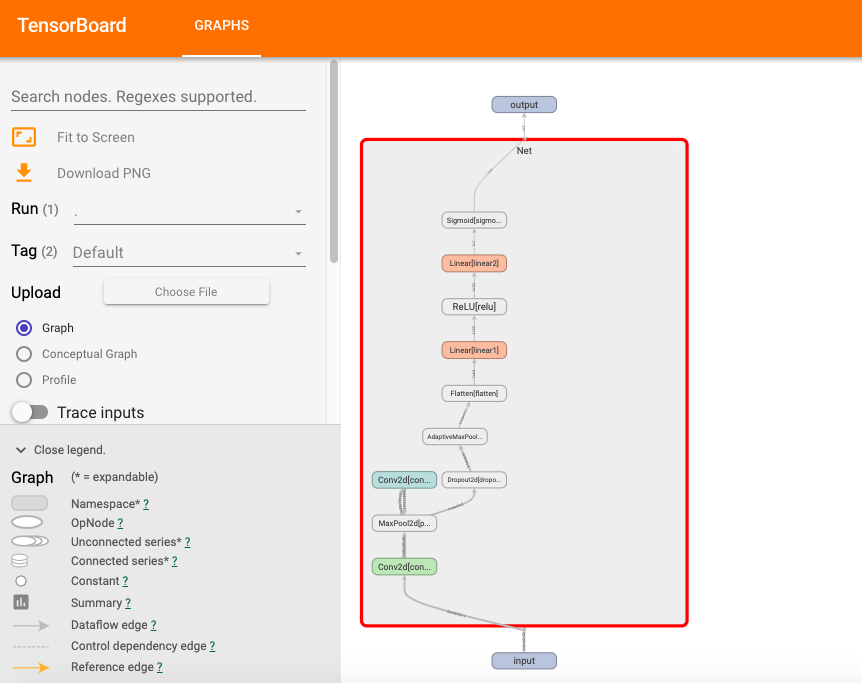 TensorBoard
GRAPHS
Search nodes. Regexes supported.
Fit to Screen
Download PNG
Run (1) .
Tag (2) Default
Upload Choose File
Graph
Conceptual Graph
Profile
Trace inputs
Close legend.
Graph (* = expandable)
Namespace* ?
OpNode ?
Unconnected series* ?
Connected series* ?
Constant ?
Summary ?
Dataflow edge ?
Control dependency edge ?
Reference edge ?
output
Net
Sigmoid[sigmo...
Linear[linear2]
ReLU[relu]
Linear[linear1]
Flatten[flatten]
AdaptiveMaxPool...
Conv2d[con... Dropout2d[dropo...
MaxPool2d[p...
Conv2d[con...
input